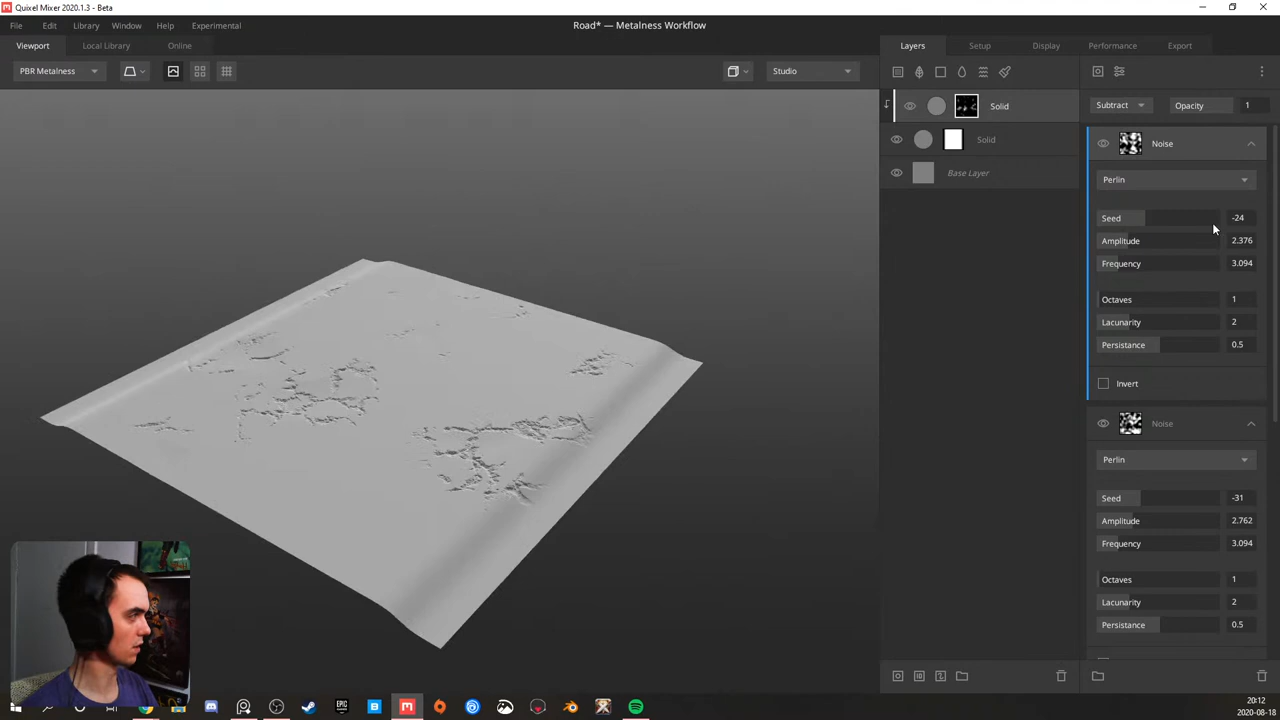 Quixel Mixer 2020.1.3 - Beta
File Edit Library Window Help Experimental
Road* — Metalness Workflow
Viewport Local Library Online
Layers Setup Display Performance Export
PBR Metalness
Studio
Solid
Solid
Base Layer
Subtract Opacity 1
Noise
Perlin
Seed -24
Amplitude 2.376
Frequency 3.094
Octaves 1
Lacunarity 2
Persistance 0.5
Invert
Noise
Perlin
Seed -31
Amplitude 2.762
Frequency 3.094
Octaves 1
Lacunarity 2
Persistance 0.5
EPIC
20:12
2020-08-18